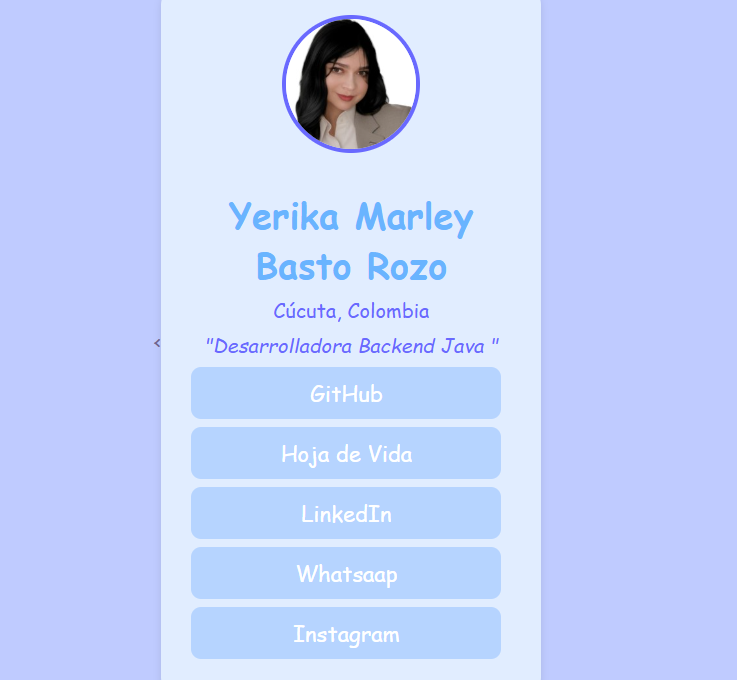 Yerika Marley
Basto Rozo
Cúcuta, Colombia
<
"Desarrolladora Backend Java "
GitHub
Hoja de Vida
LinkedIn
Whatsaap
Instagram